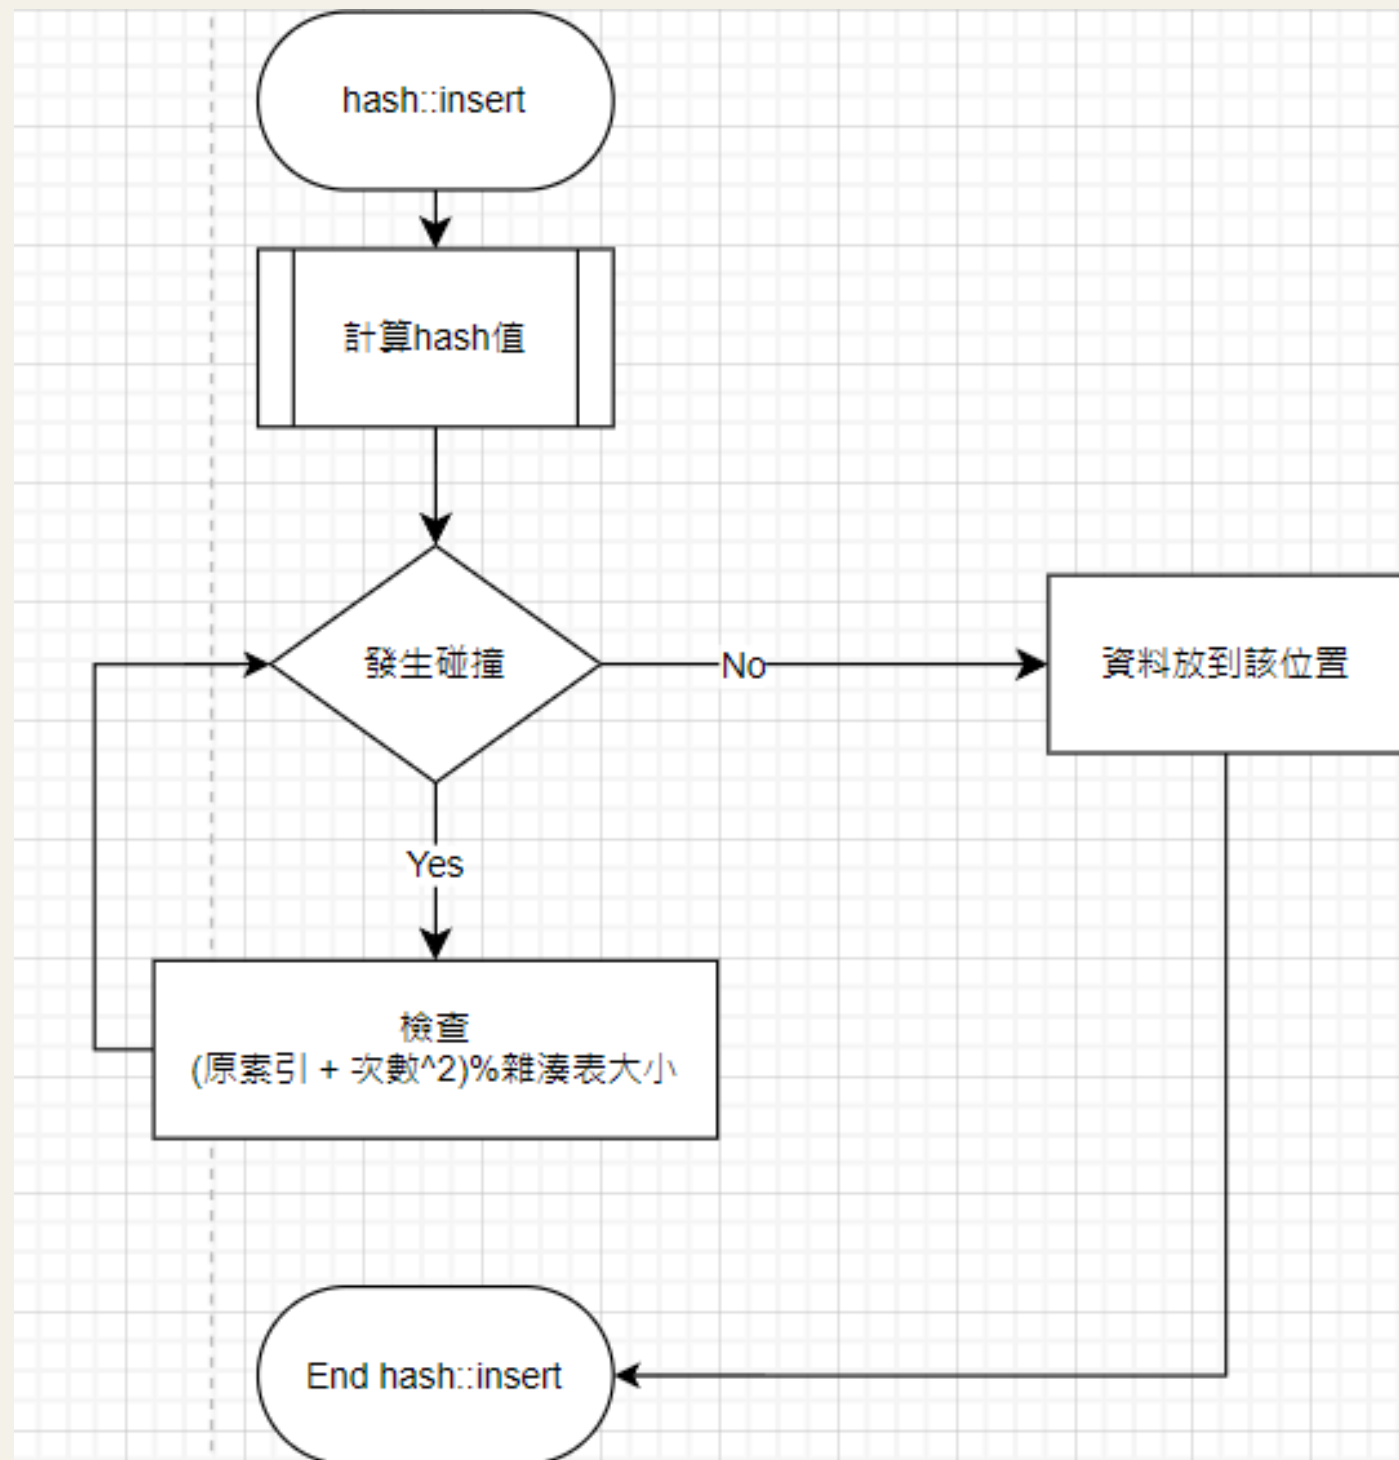 hash::insert
計算hash值
發生碰撞
No
資料放到該位置
Yes
檢查
(原索引 + 次數^2)%雜湊表大小
End hash::insert